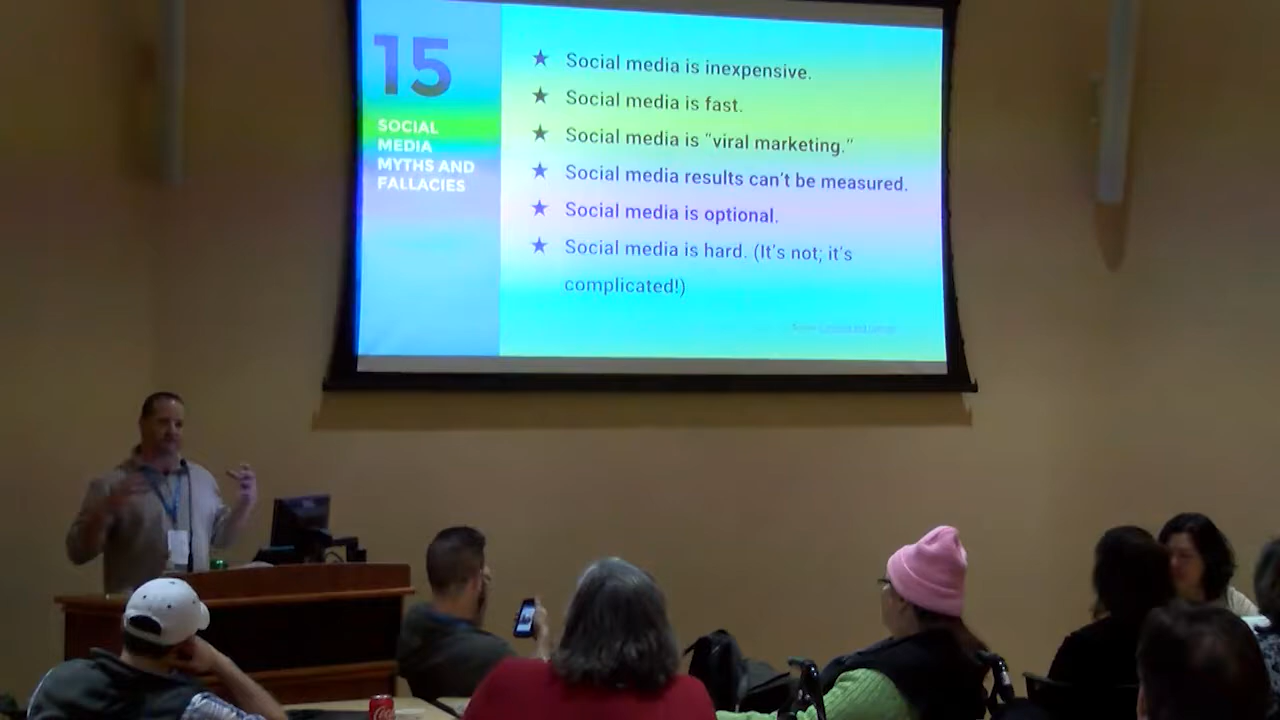 15
SOCIAL
MEDIA
MYTHS AND
FALLACIES
★ Social media is inexpensive.
★ Social media is fast.
★ Social media is "viral marketing."
★ Social media results can't be measured.
★ Social media is optional.
★ Social media is hard. (It's not; it's
complicated!)